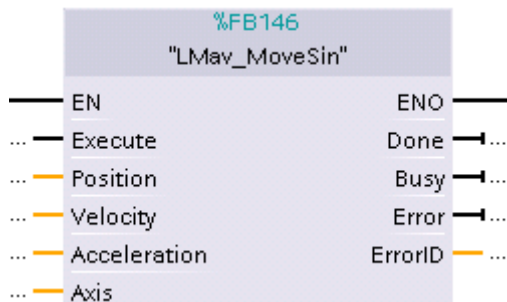 %FB146
"LMav_MoveSin"
EN ENO
... Execute Done ...
... Position Busy ...
... Velocity Error ...
... Acceleration ErrorID ...
... Axis